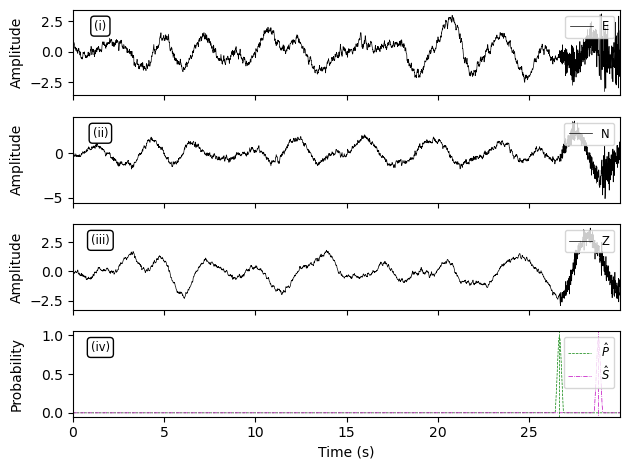 (i)
E
Amplitude
2.5
0.0
−2.5
(ii)
N
Amplitude
0
−5
(iii)
Z
Amplitude
2.5
0.0
−2.5
(iv)
P̂
Ŝ
Probability
1.0
0.5
0.0
0 5 10 15 20 25
Time (s)